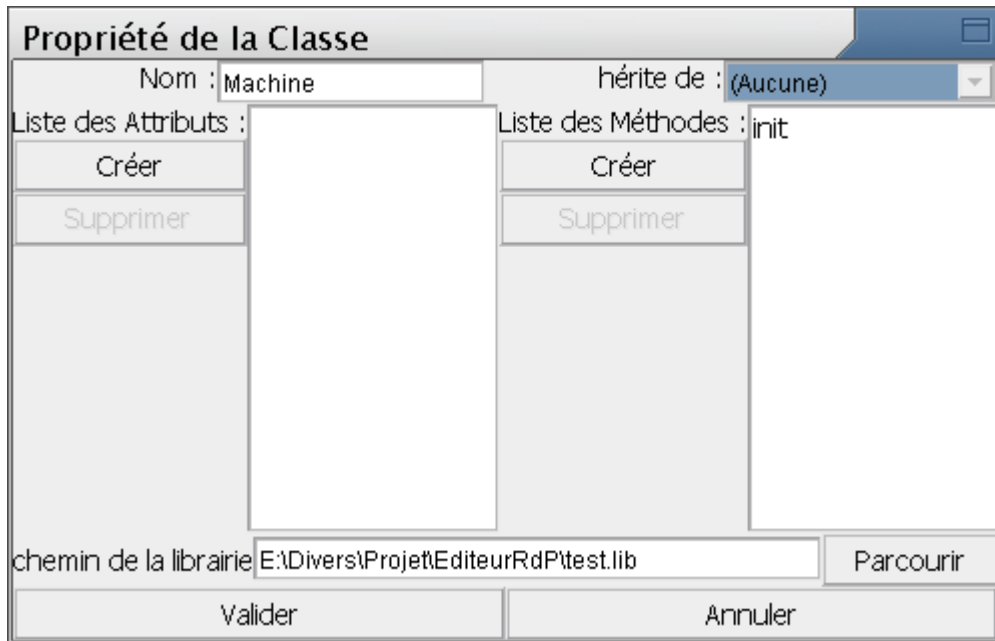 Propriété de la Classe
Nom : Machine hérite de : (Aucune)
Liste des Attributs : Liste des Méthodes : init
Créer Créer
Supprimer Supprimer
chemin de la librairie E:\Divers\Projet\EditeurRdP\test.lib Parcourir
Valider Annuler